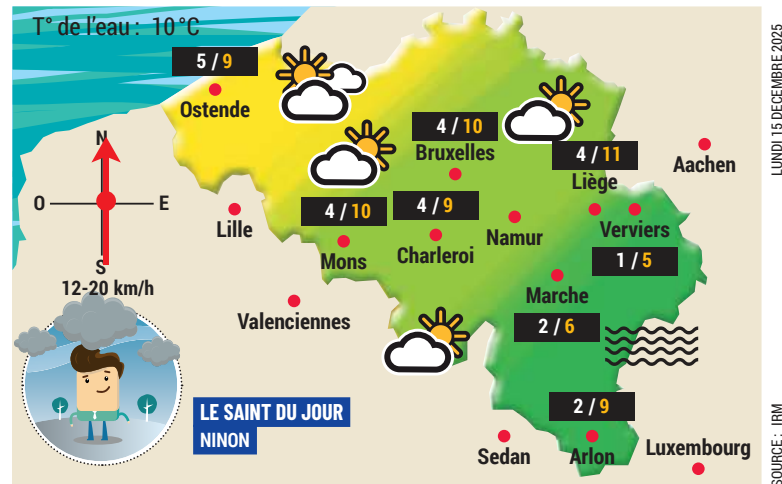 T° de l'eau : 10°C
5 / 9
Ostende
4 / 10
Bruxelles
4 / 11
Liège
Aachen
N
O
E
S
12-20 km/h
Lille
4 / 10
Mons
4 / 9
Charleroi
Namur
Verviers
1 / 5
Valenciennes
Marche
2 / 6
LE SAINT DU JOUR
NINON
2 / 9
Sedan
Arlon
Luxembourg
LUNDI 15 DECEMBRE 2025
SOURCE : IRM